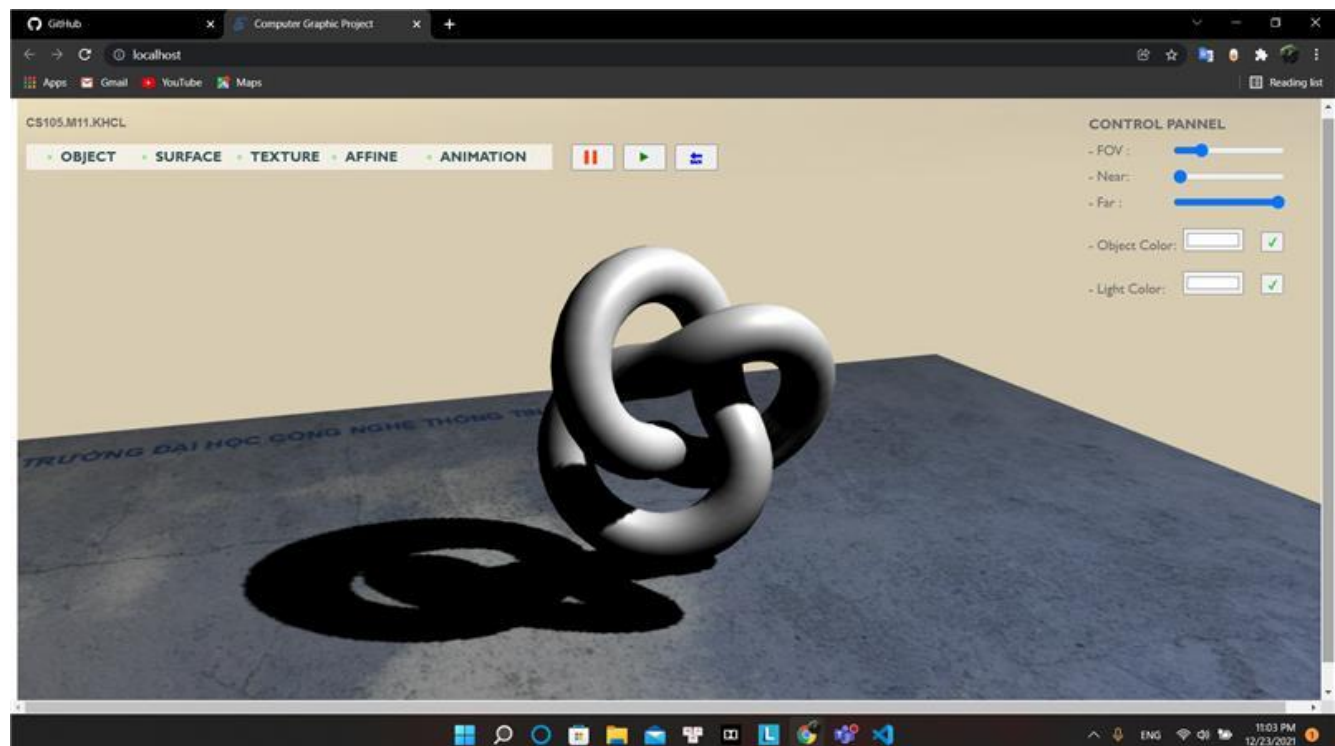 GitHub
Computer Graphic Project
localhost
Apps Gmail YouTube Maps
Reading list
CS105.M11.KHCL
OBJECT SURFACE TEXTURE AFFINE ANIMATION
CONTROL PANNEL
- FOV :
- Near:
- Far :
- Object Color:
- Light Color:
TRƯỜNG ĐẠI HỌC CÔNG NGHỆ THÔNG TIN
ENG
11:03 PM
12/23/2021
1